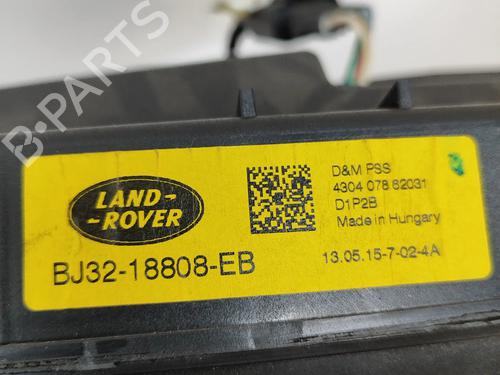 B-PARTS
LAND-
-ROVER
BJ32-18808-EB
D&M PSS
4304 078 62031
D1P2B
Made in Hungary
13.05.15-7-02-4A